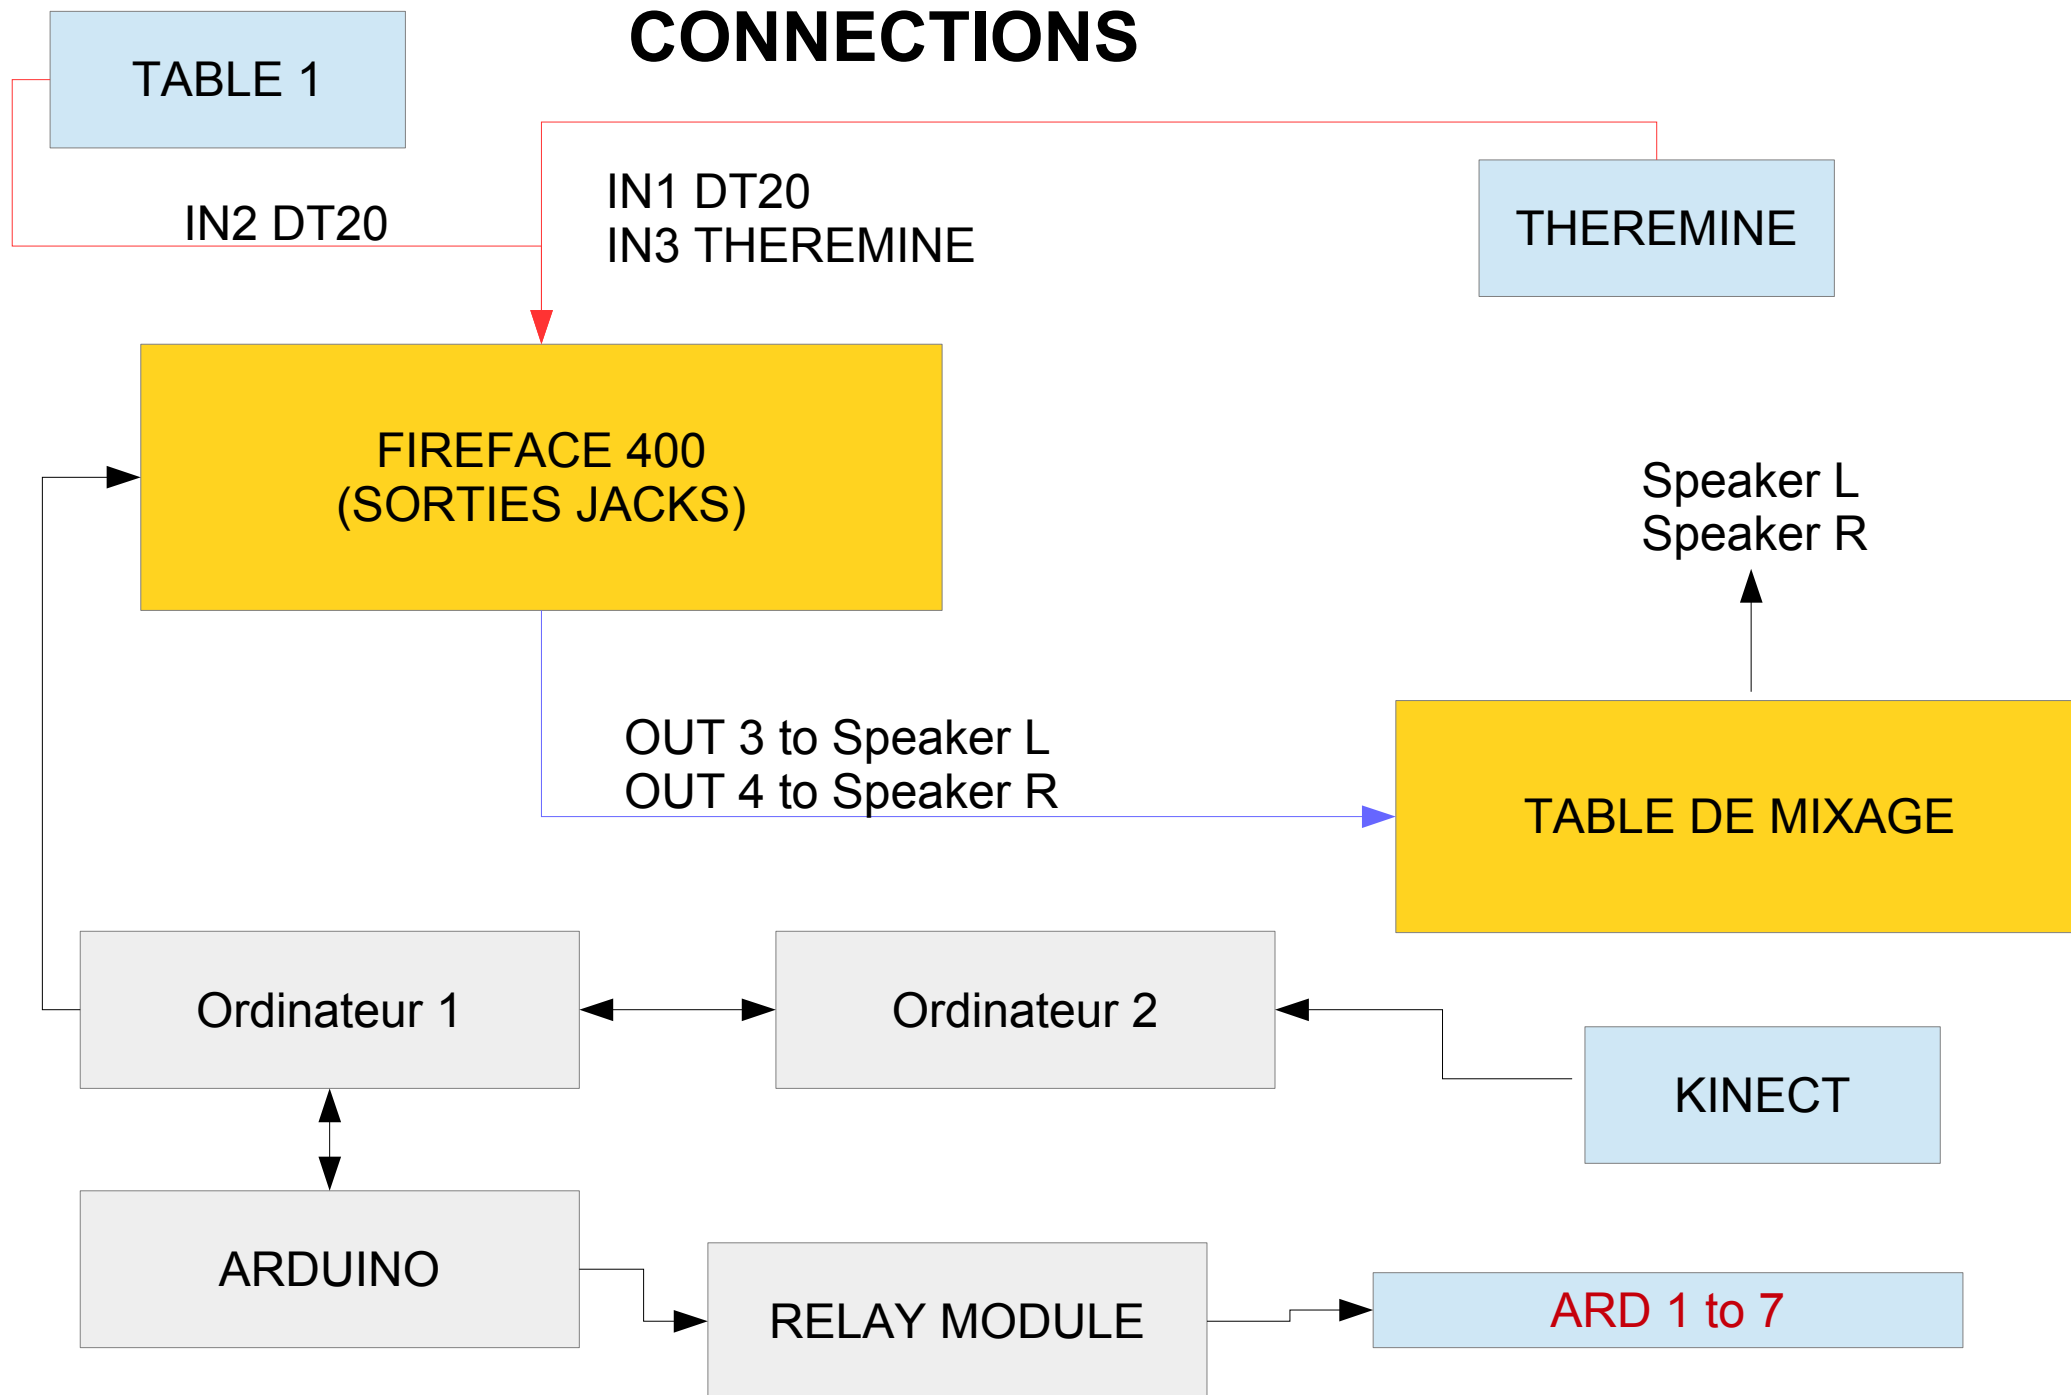 CONNECTIONS
TABLE 1
IN2 DT20
IN1 DT20
IN3 THEREMINE
THEREMINE
FIREFACE 400
(SORTIES JACKS)
Speaker L
Speaker R
OUT 3 to Speaker L
OUT 4 to Speaker R
TABLE DE MIXAGE
Ordinateur 1
Ordinateur 2
KINECT
ARDUINO
RELAY MODULE
ARD 1 to 7